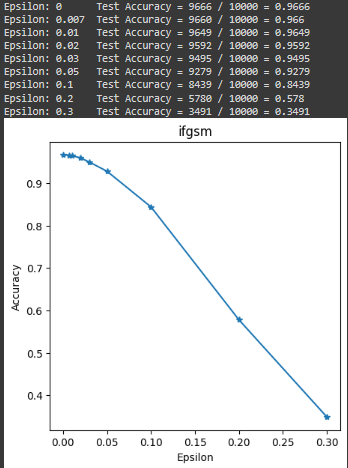 Epsilon: 0 Test Accuracy = 9666 / 10000 = 0.9666
Epsilon: 0.007 Test Accuracy = 9660 / 10000 = 0.966
Epsilon: 0.01 Test Accuracy = 9649 / 10000 = 0.9649
Epsilon: 0.02 Test Accuracy = 9592 / 10000 = 0.9592
Epsilon: 0.03 Test Accuracy = 9495 / 10000 = 0.9495
Epsilon: 0.05 Test Accuracy = 9279 / 10000 = 0.9279
Epsilon: 0.1 Test Accuracy = 8439 / 10000 = 0.8439
Epsilon: 0.2 Test Accuracy = 5780 / 10000 = 0.578
Epsilon: 0.3 Test Accuracy = 3491 / 10000 = 0.3491
ifgsm
Accuracy
0.9
0.8
0.7
0.6
0.5
0.4
0.00 0.05 0.10 0.15 0.20 0.25 0.30
Epsilon